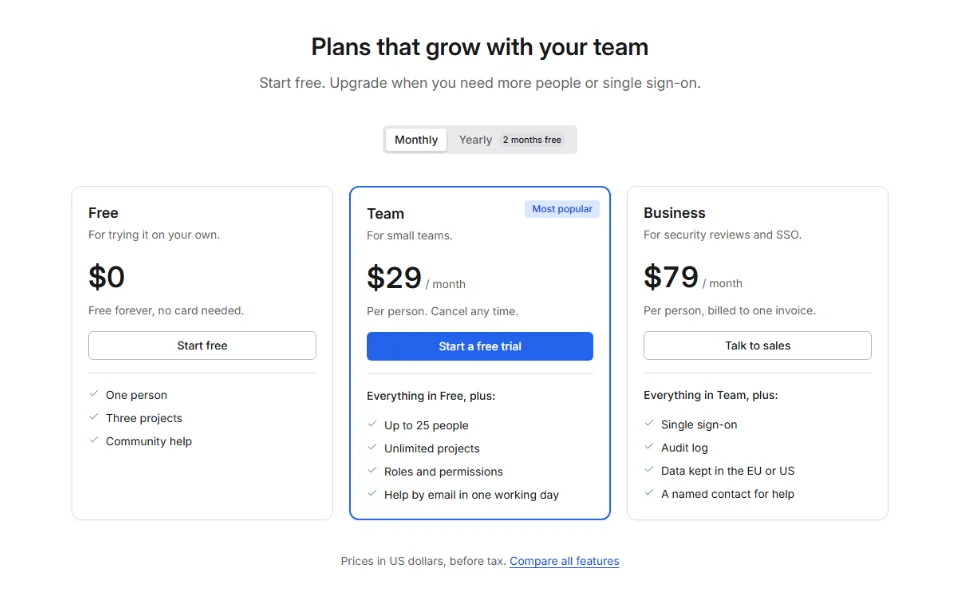 Plans that grow with your team
Start free. Upgrade when you need more people or single sign-on.
Monthly
Yearly 2 months free
Free
For trying it on your own.
$0
Free forever, no card needed.
Start free
One person
Three projects
Community help
Team
Most popular
For small teams.
$29 / month
Per person. Cancel any time.
Start a free trial
Everything in Free, plus:
Up to 25 people
Unlimited projects
Roles and permissions
Help by email in one working day
Business
For security reviews and SSO.
$79 / month
Per person, billed to one invoice.
Talk to sales
Everything in Team, plus:
Single sign-on
Audit log
Data kept in the EU or US
A named contact for help
Prices in US dollars, before tax. Compare all features